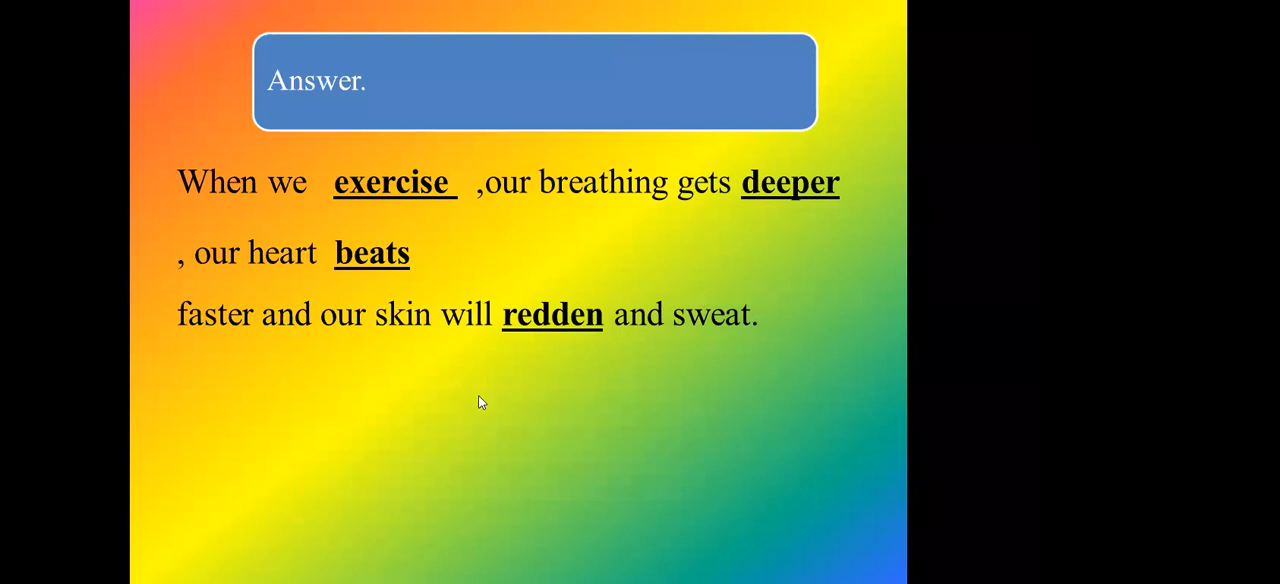 Answer.
When we exercise ,our breathing gets deeper
, our heart beats
faster and our skin will redden and sweat.